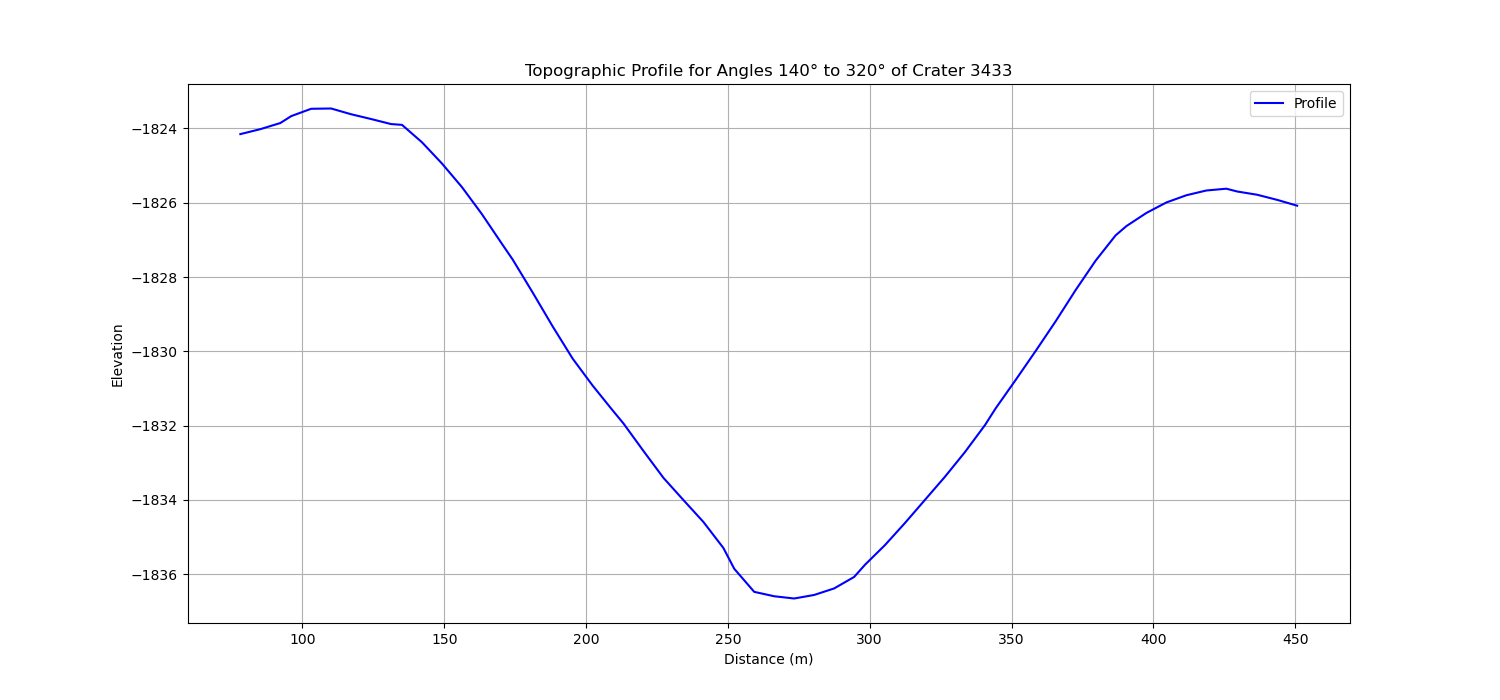 Topographic Profile for Angles 140° to 320° of Crater 3433
Profile
Elevation
−1824
−1826
−1828
−1830
−1832
−1834
−1836
100 150 200 250 300 350 400 450
Distance (m)